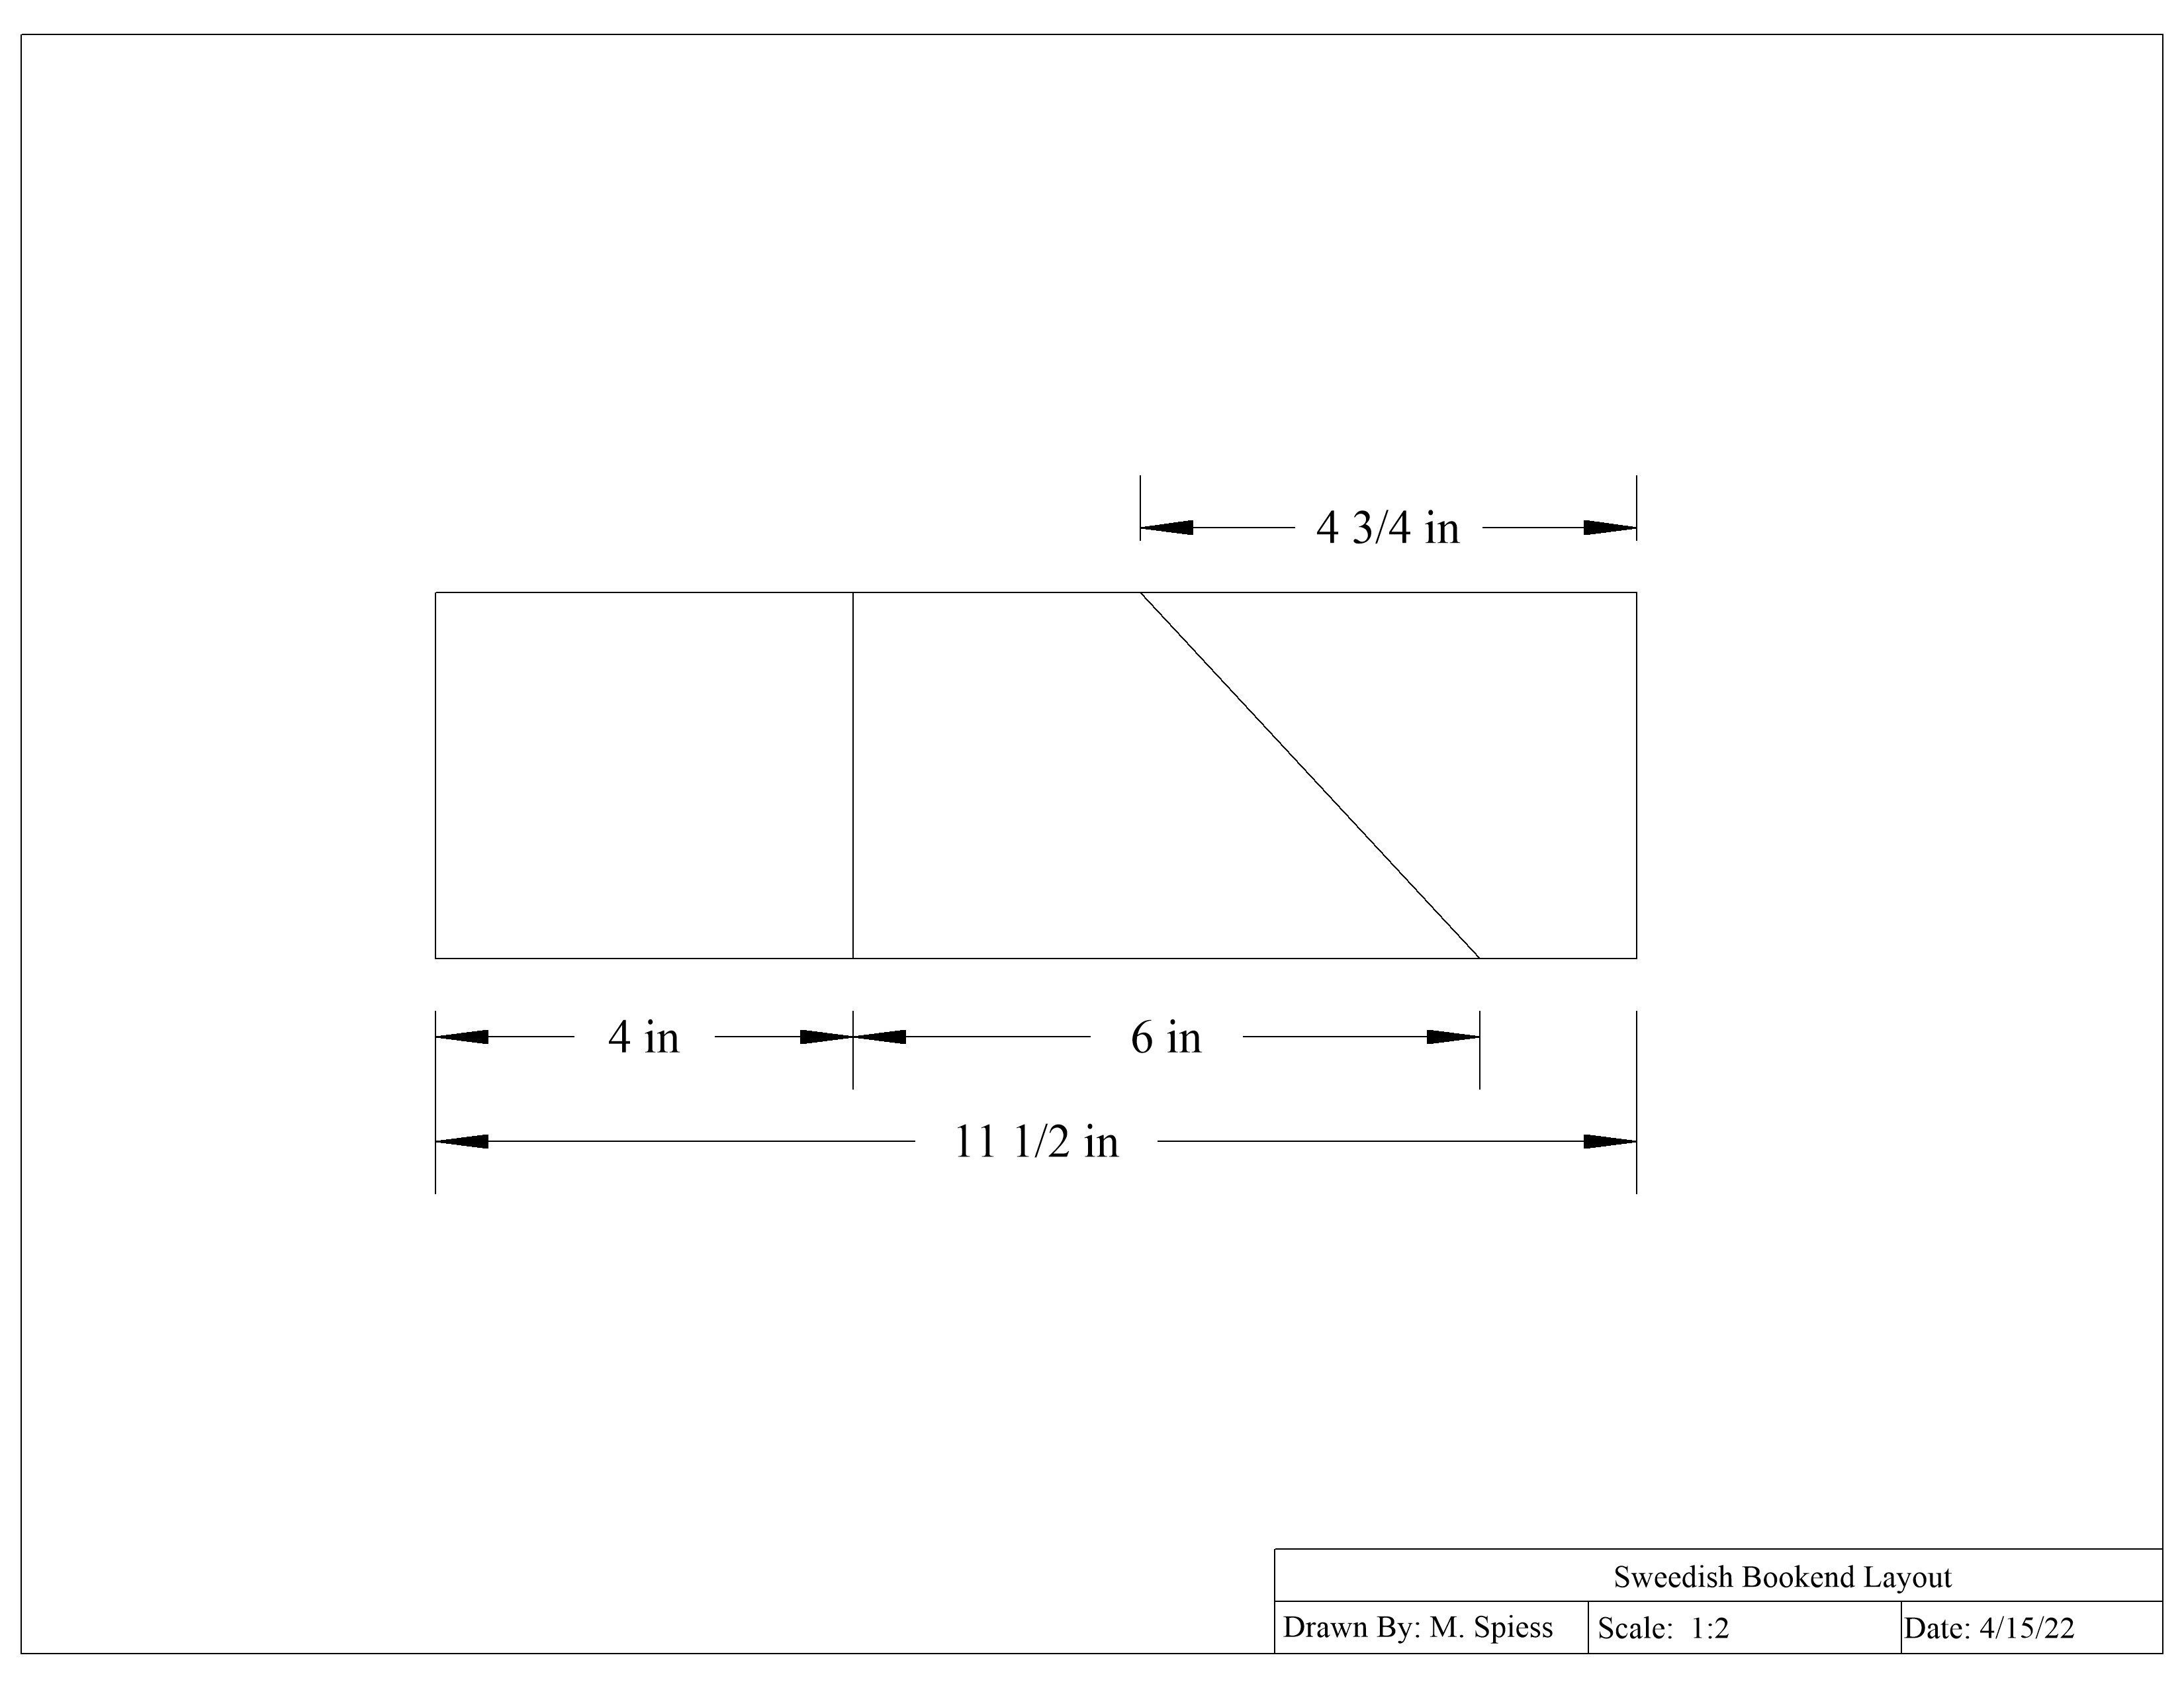 4 3/4 in
4 in
6 in
11 1/2 in
Sweedish Bookend Layout
Drawn By: M. Spiess
Scale: 1:2
Date: 4/15/22